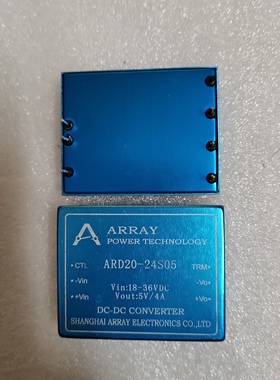 A ARRAY
POWER TECHNOLOGY
CTL ARD20-24S05 TRM
-Vin Vin:18-36VDC -Vo
+Vin Vout:5V/4A +Vo
DC-DC CONVERTER
SHANGHAI ARRAY ELECTRONICS CO.,LTD